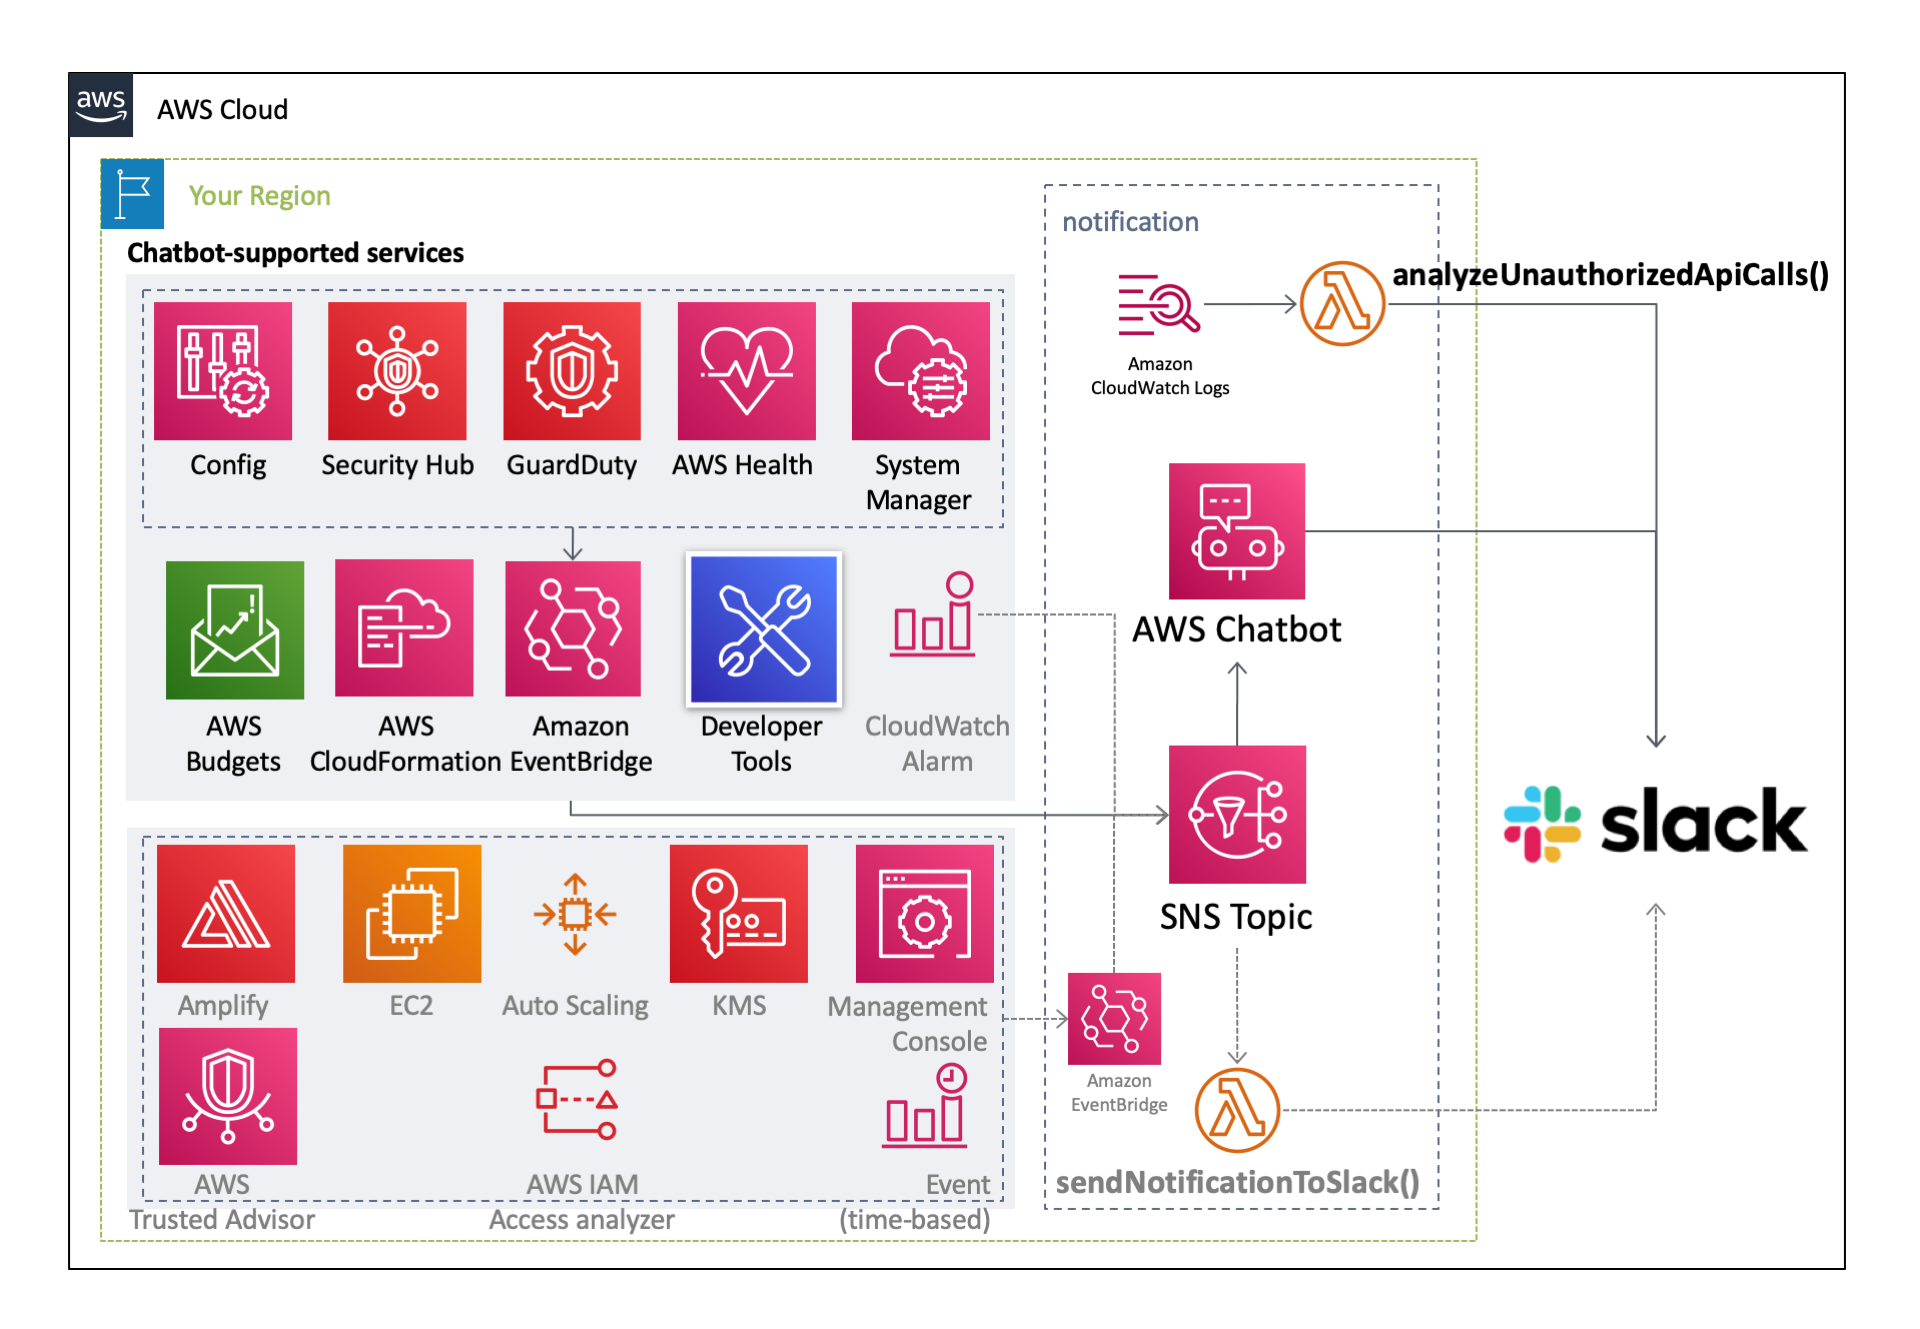 aws
AWS Cloud
Your Region
Chatbot-supported services
Config
Security Hub
GuardDuty
AWS Health
System
Manager
AWS
Budgets
AWS
CloudFormation
Amazon
EventBridge
Developer
Tools
CloudWatch
Alarm
Amplify
EC2
Auto Scaling
KMS
Management
Console
AWS
Trusted Advisor
AWS IAM
Access analyzer
Event
(time-based)
notification
Amazon
CloudWatch Logs
analyzeUnauthorizedApiCalls()
AWS Chatbot
SNS Topic
Amazon
EventBridge
sendNotificationToSlack()
slack